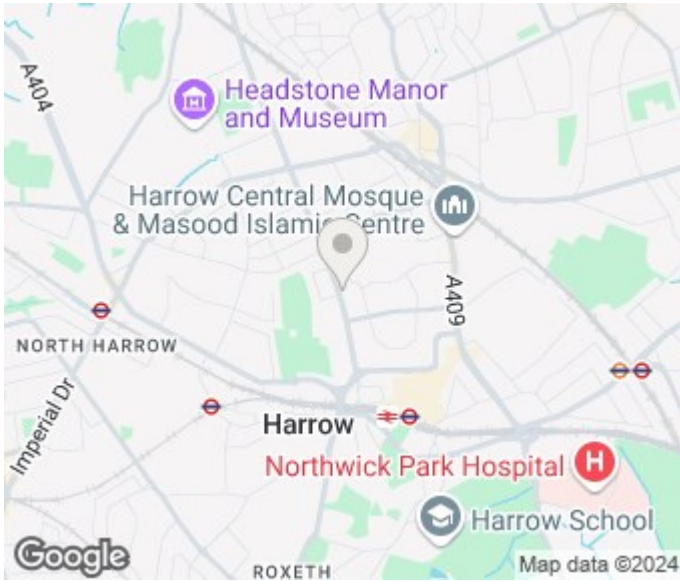 A404
Headstone Manor
and Museum
Harrow Central Mosque
& Masood Islamic Centre
A409
NORTH HARROW
Imperial Dr
Harrow
Northwick Park Hospital
H
Harrow School
ROXETH
Google
Map data ©2024